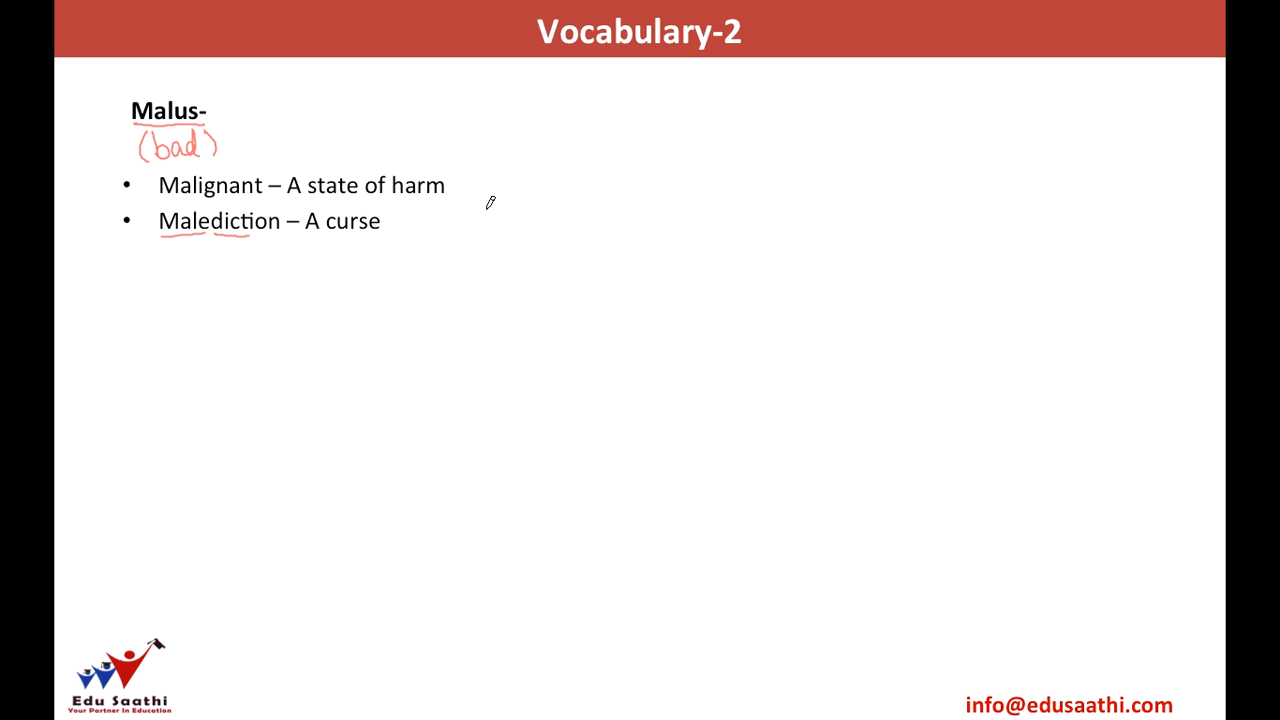 Vocabulary-2
Malus-
(bad)
• Malignant – A state of harm
• Malediction – A curse
Edu Saathi
Your Partner In Education
info@edusaathi.com